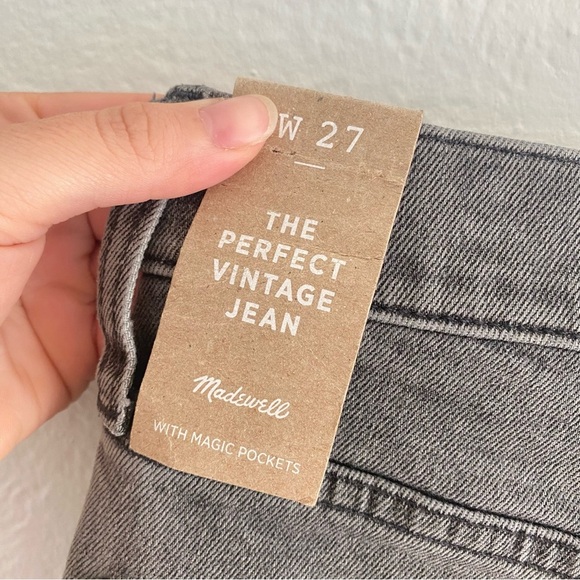 W 27
THE
PERFECT
VINTAGE
JEAN
Madewell
WITH MAGIC POCKETS